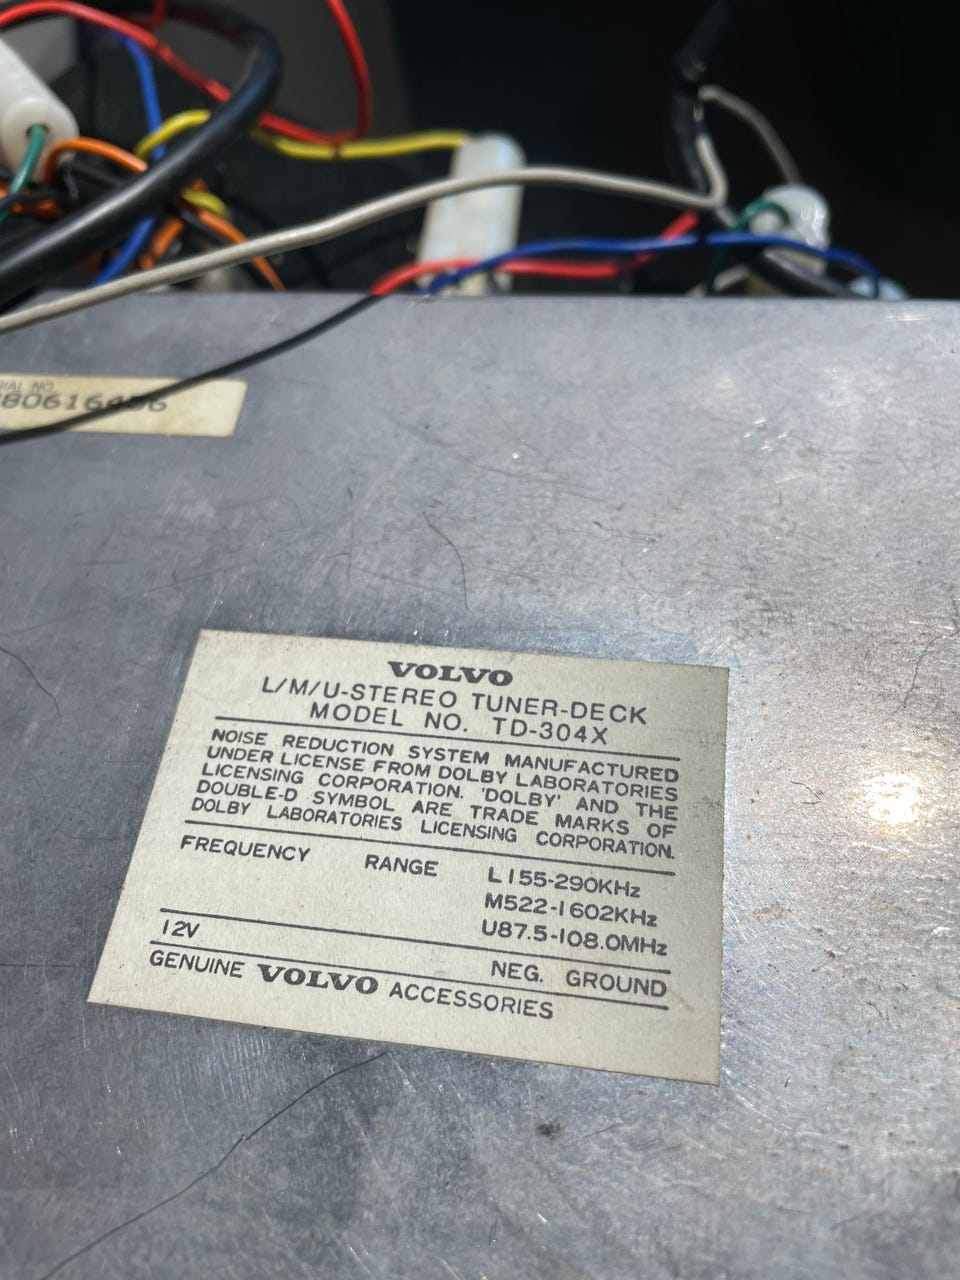 VOLVO
L/M/U-STEREO TUNER-DECK
MODEL NO. TD-304X
NOISE REDUCTION SYSTEM MANUFACTURED
UNDER LICENSE FROM DOLBY LABORATORIES
LICENSING CORPORATION. 'DOLBY' AND THE
DOUBLE-D SYMBOL ARE TRADE MARKS OF
DOLBY LABORATORIES LICENSING CORPORATION.
FREQUENCY RANGE L155-290KHz
M522-1602KHz
U87.5-108.0MHz
12V NEG. GROUND
GENUINE VOLVO ACCESSORIES